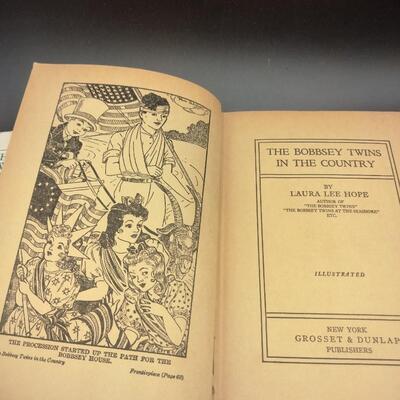 THE PROCESSION STARTED UP THE PATH FOR THE
BOBBSEY HOUSE.
Bobbsey Twins in the Country
Frontispiece (Page 62)
THE BOBBSEY TWINS
IN THE COUNTRY
BY
LAURA LEE HOPE
AUTHOR OF
"THE BOBBSEY TWINS"
"THE BOBBSEY TWINS AT THE SEASHORE"
ETC.
ILLUSTRATED
NEW YORK
GROSSET & DUNLAP
PUBLISHERS